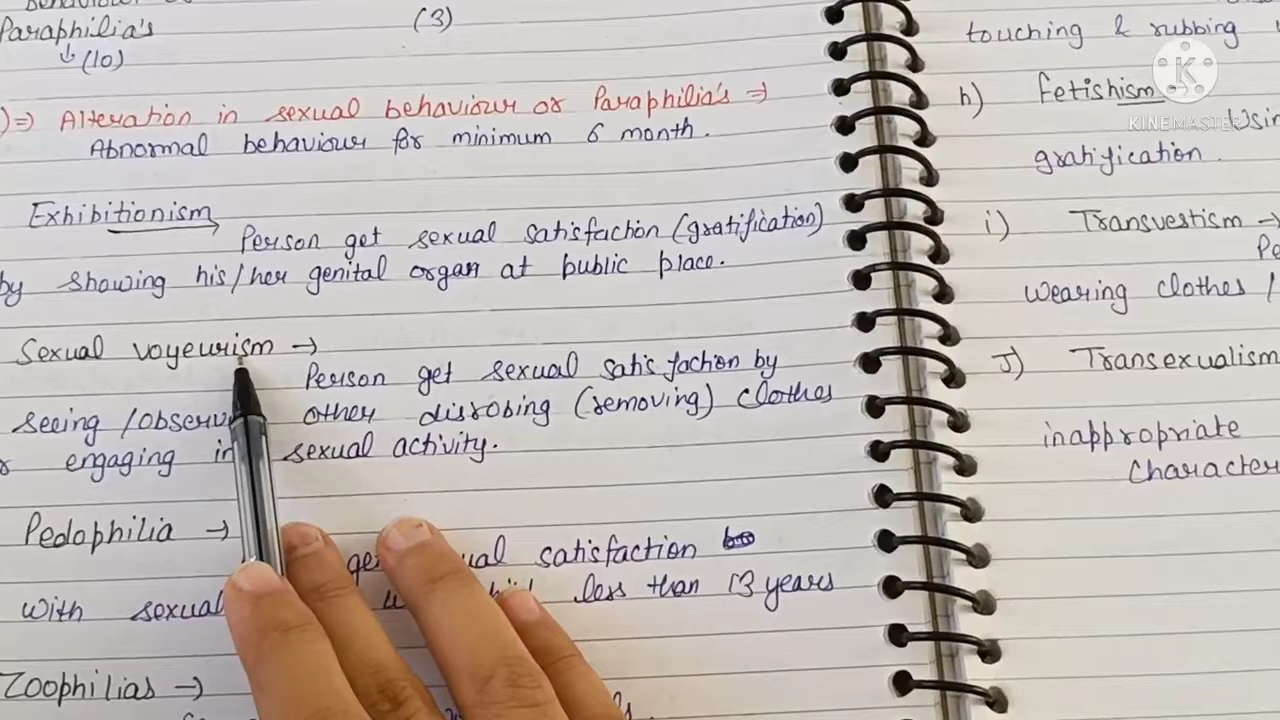 Paraphilia's
(3)
↓(10)
)⇒ Alteration in sexual behaviour or Paraphilia's ⇒
Abnormal behaviour for minimum 6 month.
Exhibitionism →
Person get sexual satisfaction (gratification)
by showing his/her genital organ at public place.
Sexual voyeurism →
Person get sexual satisfaction by
seeing / other disrobing (removing) clothes
engaging in sexual activity.
Pedophilia →
satisfaction
with sexual less than 13 years
Zoophilias →
touching & rubbing
h) Fetishism →
gratification.
i) Transvestism →
wearing clothes /
J) Transexualism
inappropriate
character
KINEMASTER